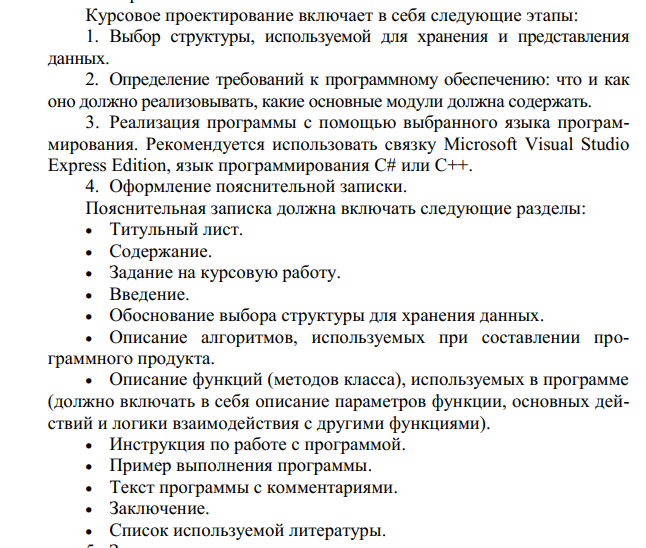 Курсовое проектирование включает в себя следующие этапы:
1. Выбор структуры, используемой для хранения и представления
данных.
2. Определение требований к программному обеспечению: что и как
оно должно реализовывать, какие основные модули должна содержать.
3. Реализация программы с помощью выбранного языка програм-
мирования. Рекомендуется использовать связку Microsoft Visual Studio
Express Edition, язык программирования C# или C++.
4. Оформление пояснительной записки.
Пояснительная записка должна включать следующие разделы:
• Титульный лист.
• Содержание.
• Задание на курсовую работу.
• Введение.
• Обоснование выбора структуры для хранения данных.
• Описание алгоритмов, используемых при составлении про-
граммного продукта.
• Описание функций (методов класса), используемых в программе
(должно включать в себя описание параметров функции, основных дей-
ствий и логики взаимодействия с другими функциями).
• Инструкция по работе с программой.
• Пример выполнения программы.
• Текст программы с комментариями.
• Заключение.
• Список используемой литературы.